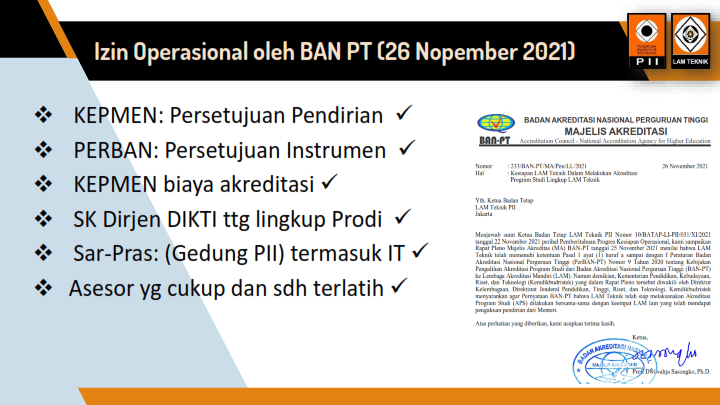 Izin Operasional oleh BAN PT (26 Nopember 2021)
PII
LAM TEKNIK
❖ KEPMEN: Persetujuan Pendirian ✓
❖ PERBAN: Persetujuan Instrumen ✓
❖ KEPMEN biaya akreditasi ✓
❖ SK Dirjen DIKTI ttg lingkup Prodi ✓
❖ Sar-Pras: (Gedung PII) termasuk IT ✓
❖ Asesor yg cukup dan sdh terlatih ✓
BAN-PT
BADAN AKREDITASI NASIONAL PERGURUAN TINGGI
MAJELIS AKREDITASI
Accreditation Council - National Accreditation Agency for Higher Education
Nomor : 233/BAN-PT/MA/Pen/LL/2021 26 November 2021
Hal : Kesiapan LAM Teknik Dalam Melakukan Akreditasi
Program Studi Lingkup LAM Teknik
Yth. Ketua Badan Tetap
LAM Teknik PII
Jakarta
Menjawab surat Ketua Badan Tetap LAM Teknik PII Nomor 10/BATAP-LI-PII/031/XI/2021
tanggal 22 November 2021 perihal Pemberitahuan Progres Kesiapan Operasional, kami sampaikan
Rapat Pleno Majelis Akreditas (MA) BAN-PT tanggal 25 November 2021 menilai bahwa LAM
Teknik telah memenuhi ketentuan Pasal 1 ayat (1) huruf a sampai dengan f Peraturan Badan
Akreditasi Nasional Perguruan Tinggi (PerBAN-PT) Nomor 9 Tahun 2020 tentang Kebijakan
Pengalihan Akreditasi Program Studi dari Badan Akreditasi Nasional Perguruan Tinggi (BAN-PT)
ke Lembaga Akreditasi Mandiri (LAM). Namun demikian, Kementerian Pendidikan, Kebudayaan,
Riset, dan Teknologi (Kemdikbudristek) yang dalam Rapat Pleno tersebut diwakili oleh Direktur
Kelembagaan, Direktorat Jenderal Pendidikan, Tinggi, Riset, dan Teknologi, Kemdikbudristek
menyarankan agar Pernyataan BAN-PT bahwa LAM Teknik telah siap melaksanakan Akreditasi
Program Studi (APS) dilakukan bersama-sama dengan keempat LAM lain yang telah mendapat
pengakuan pendirian dari Menteri.
Atas perhatian yang diberikan, kami ucapkan terima kasih.
Ketua,
BADAN AKREDITASI NASIONAL
MAJELIS AKREDITASI
Prof. Dwiwahju Sasongko, Ph.D.